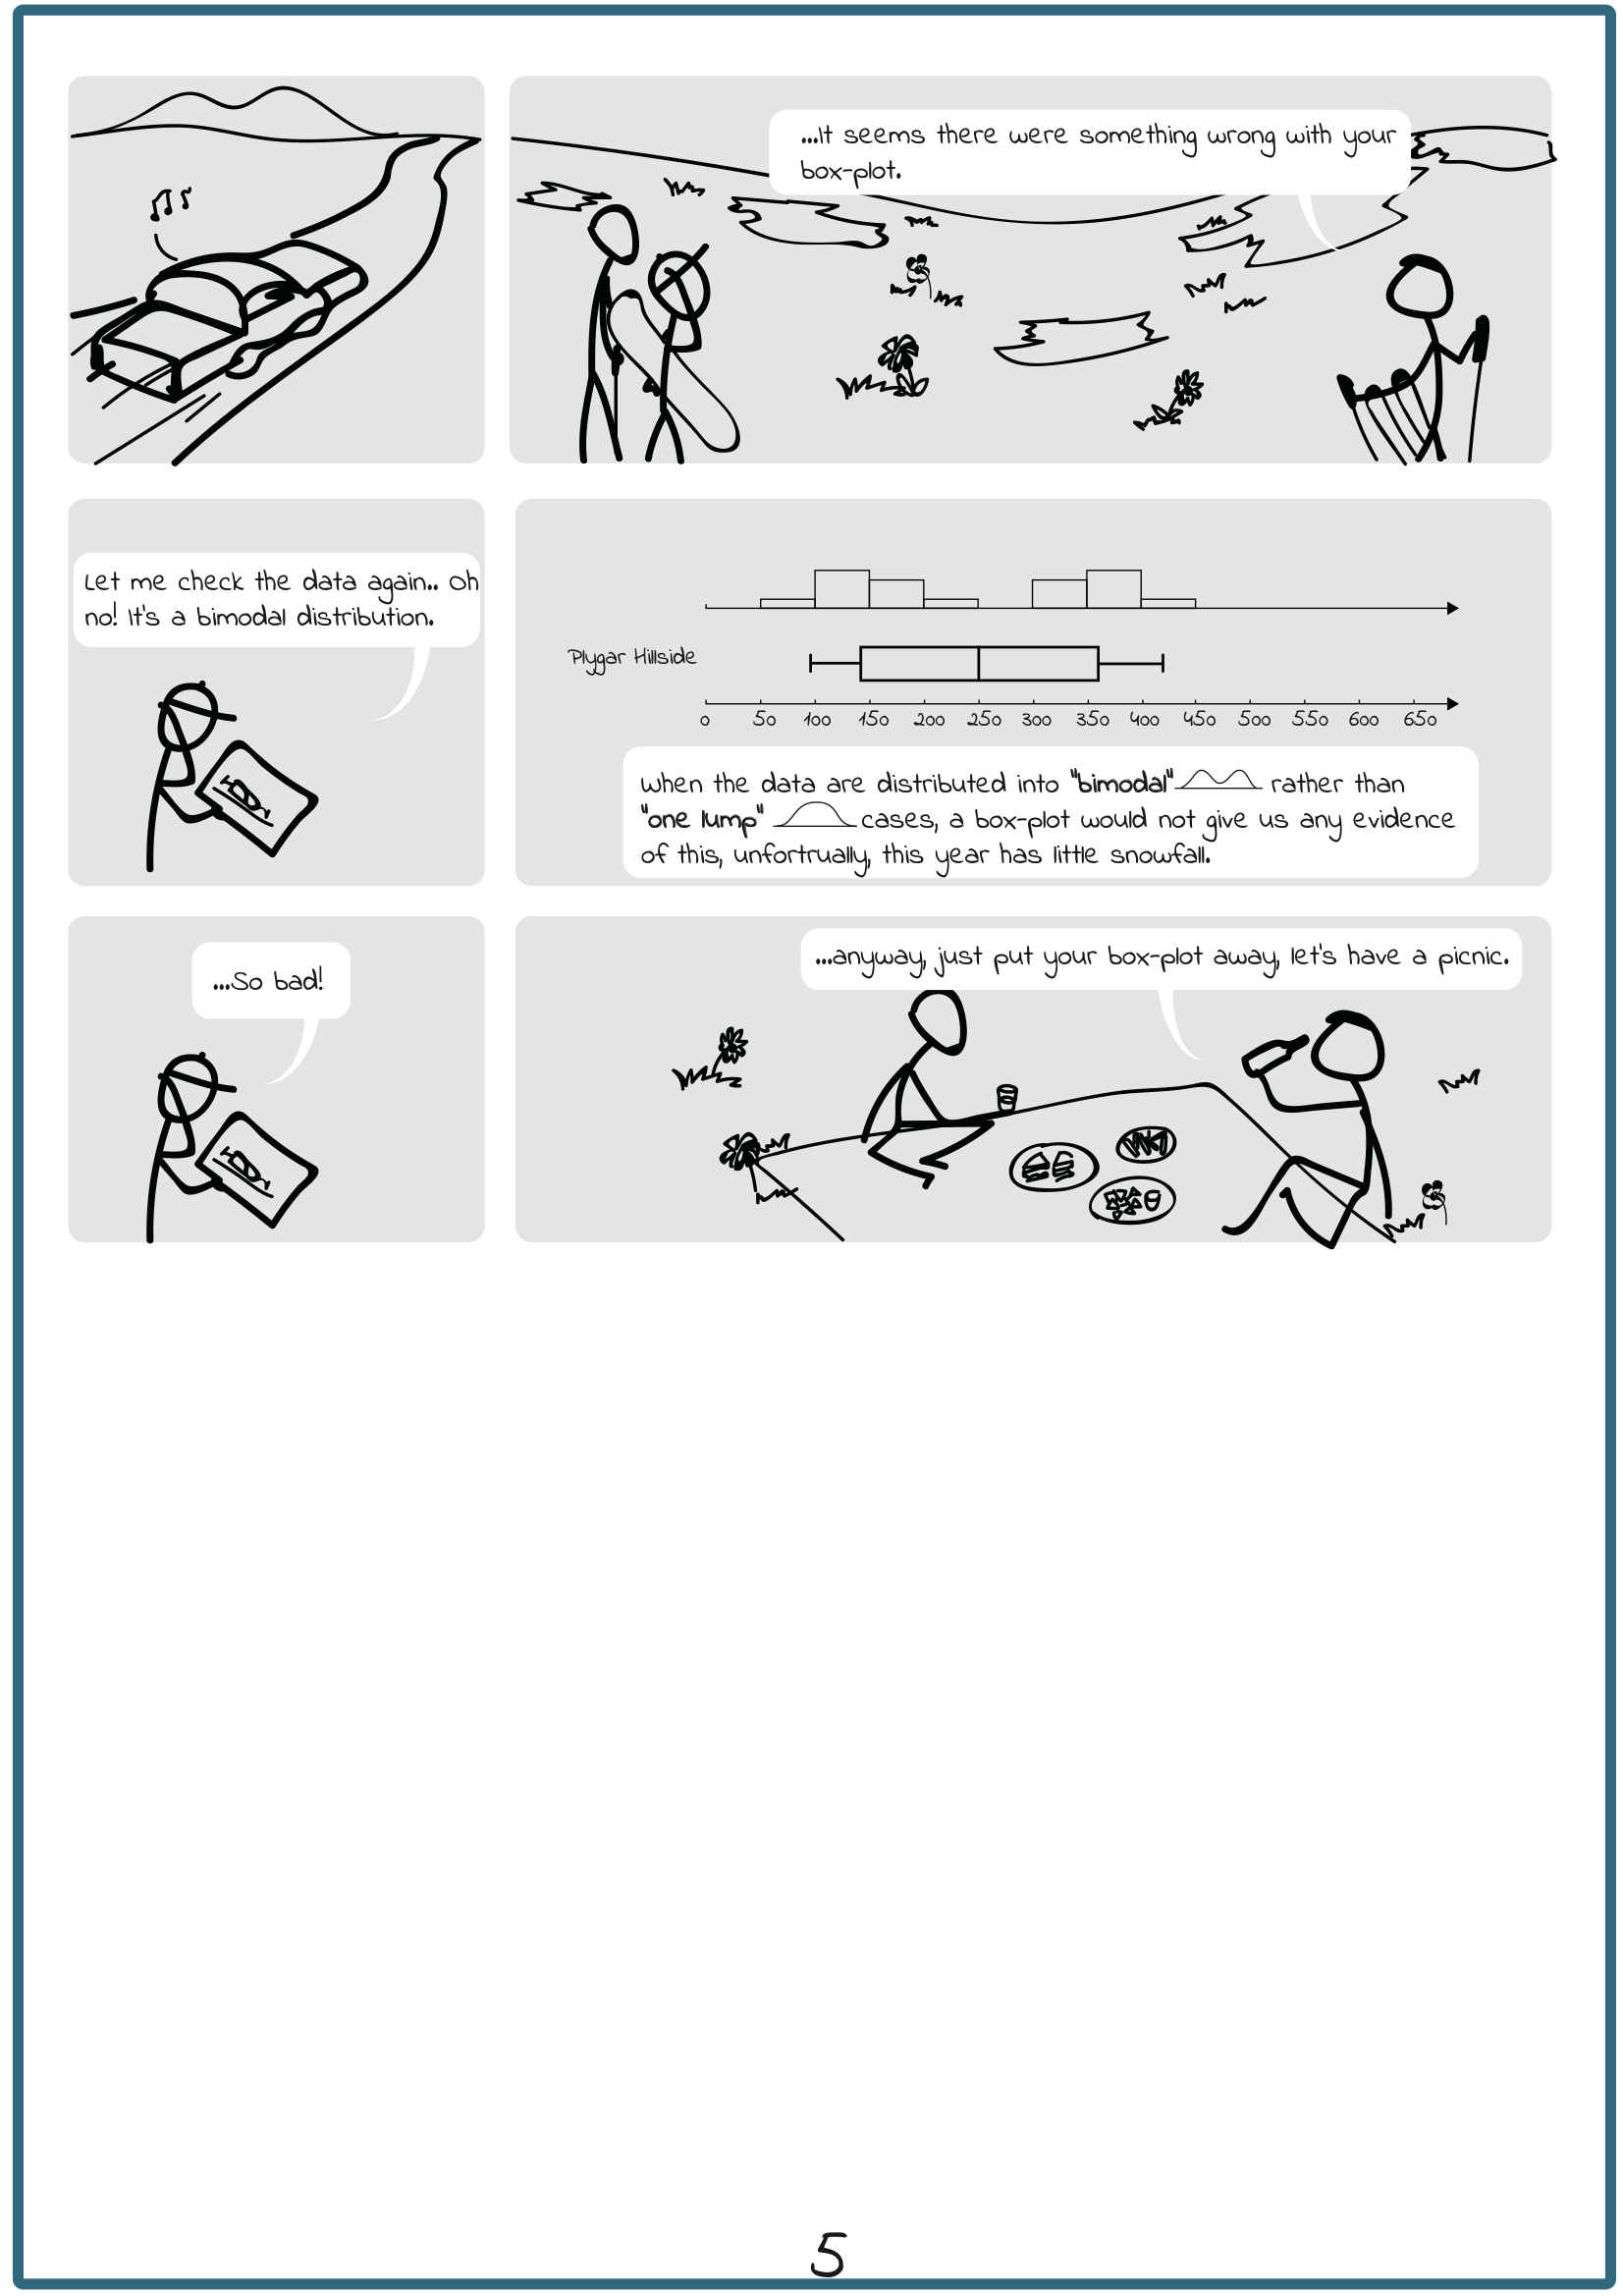 ...It seems there were something wrong with your
box-plot.
Let me check the data again.. Oh
no! It's a bimodal distribution.
Plygar Hillside
0 50 100 150 200 250 300 350 400 450 500 550 600 650
When the data are distributed into "bimodal" rather than
"one lump" cases, a box-plot would not give us any evidence
of this, unfortrually, this year has little snowfall.
...So bad!
...anyway, just put your box-plot away, let's have a picnic.
5